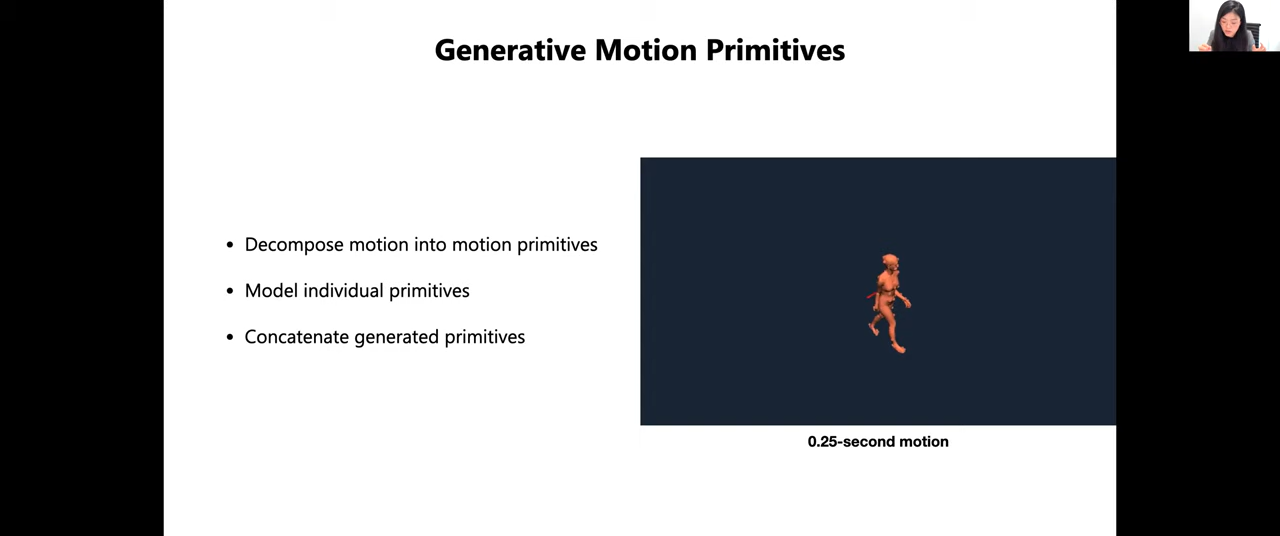 Generative Motion Primitives
• Decompose motion into motion primitives
• Model individual primitives
• Concatenate generated primitives
0.25-second motion